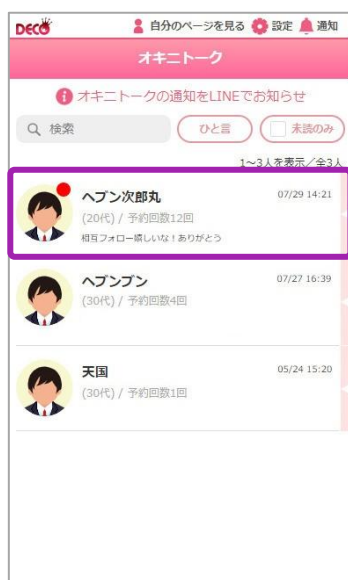 DECO 自分のページを見る 設定 通知
オキニトーク
オキニトークの通知をLINEでお知らせ
検索 ひと言 未読のみ
1～3人を表示／全3人
ヘブン次郎丸 07/29 14:21
(20代) / 予約回数12回
相互フォロー嬉しいな！ありがとう
ヘブンブン 07/27 16:39
(30代) / 予約回数4回
天国 05/24 15:20
(30代) / 予約回数1回